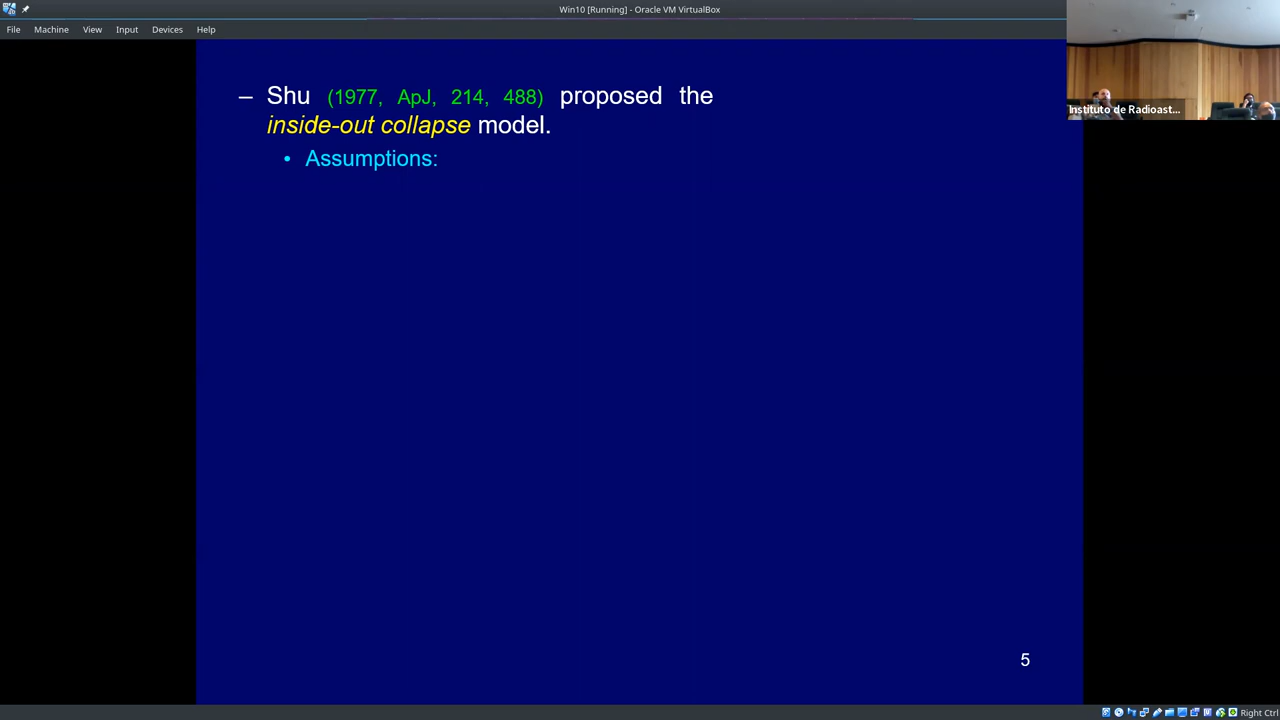 Win10 [Running] - Oracle VM VirtualBox
File Machine View Input Devices Help
– Shu (1977, ApJ, 214, 488) proposed the
inside-out collapse model.
• Assumptions:
Instituto de Radioast...
5
Right Ctrl